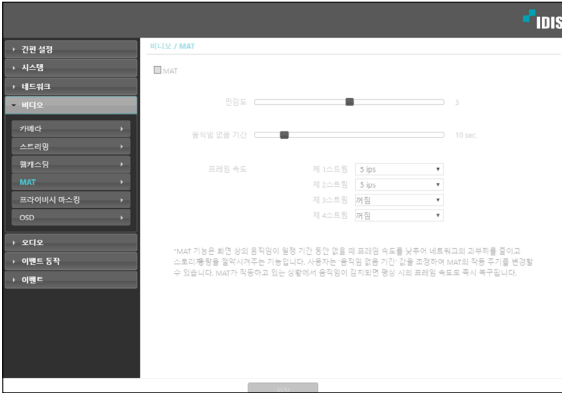 IDIS
간편 설정
시스템
네트워크
비디오
카메라
스트리밍
웹캐스팅
MAT
프라이버시 마스킹
OSD
오디오
이벤트 동작
이벤트
비디오 / MAT
MAT
민감도 5
움직임 없음 기간 10 sec.
프레임 속도 제 1스트림 5 ips
제 2스트림 5 ips
제 3스트림 꺼짐
제 4스트림 꺼짐
*MAT 기능은 화면 상의 움직임이 일정 기간 동안 없을 때 프레임 속도를 낮추어 네트워크의 과부하를 줄이고
스토리지용량을 절약시켜주는 기능입니다. 사용자는 '움직임 없음 기간' 값을 조정하여 MAT의 작동 주기를 변경할
수 있습니다. MAT가 작동하고 있는 상황에서 움직임이 감지되면 평상 시의 프레임 속도로 즉시 복구됩니다.